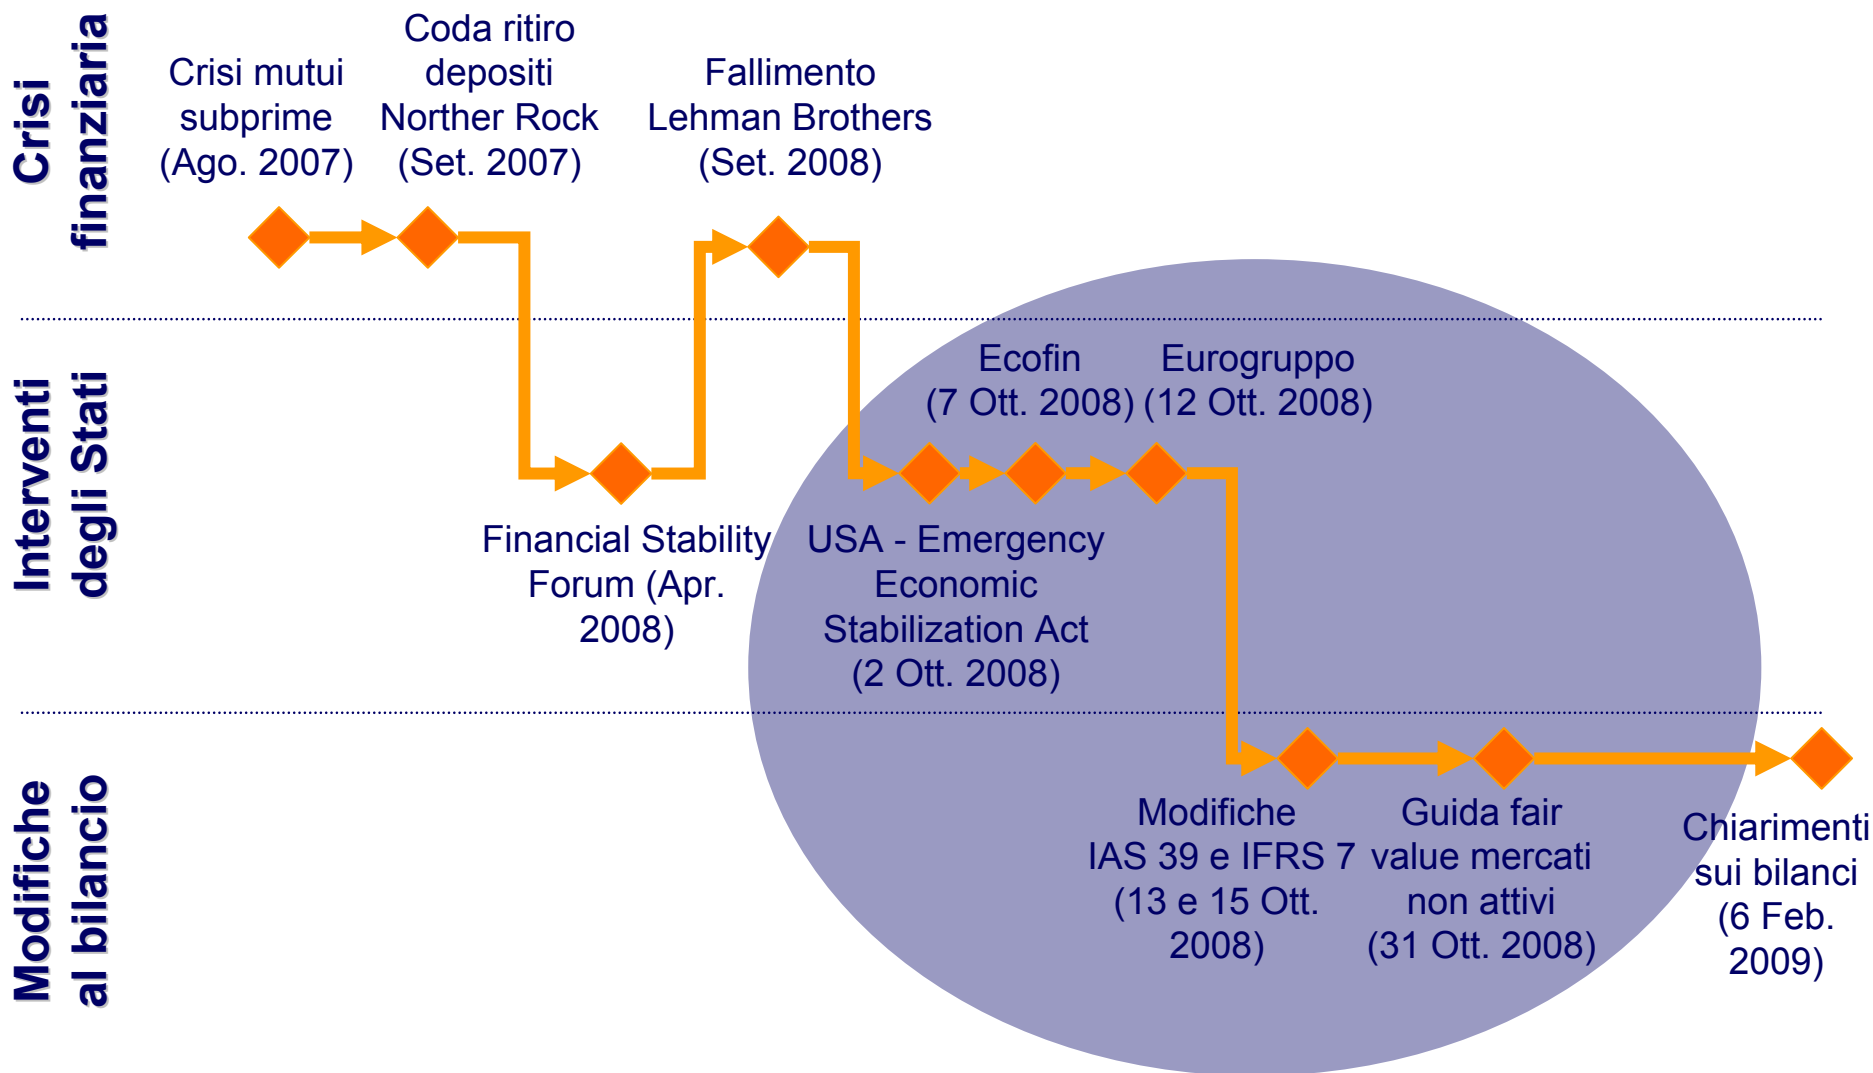 Crisi
finanziaria
Crisi mutui
subprime
(Ago. 2007)
Coda ritiro
depositi
Norther Rock
(Set. 2007)
Fallimento
Lehman Brothers
(Set. 2008)
Interventi
degli Stati
Financial Stability
Forum (Apr.
2008)
USA - Emergency
Economic
Stabilization Act
(2 Ott. 2008)
Ecofin
(7 Ott. 2008)
Eurogruppo
(12 Ott. 2008)
Modifiche
al bilancio
Modifiche
IAS 39 e IFRS 7
(13 e 15 Ott.
2008)
Guida fair
value mercati
non attivi
(31 Ott. 2008)
Chiarimenti
sui bilanci
(6 Feb.
2009)